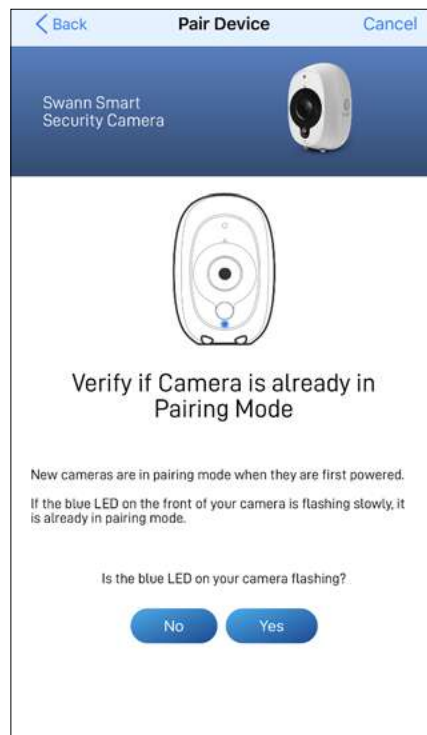 Back
Pair Device
Cancel
Swann Smart
Security Camera
Verify if Camera is already in
Pairing Mode
New cameras are in pairing mode when they are first powered.
If the blue LED on the front of your camera is flashing slowly, it
is already in pairing mode.
Is the blue LED on your camera flashing?
No
Yes